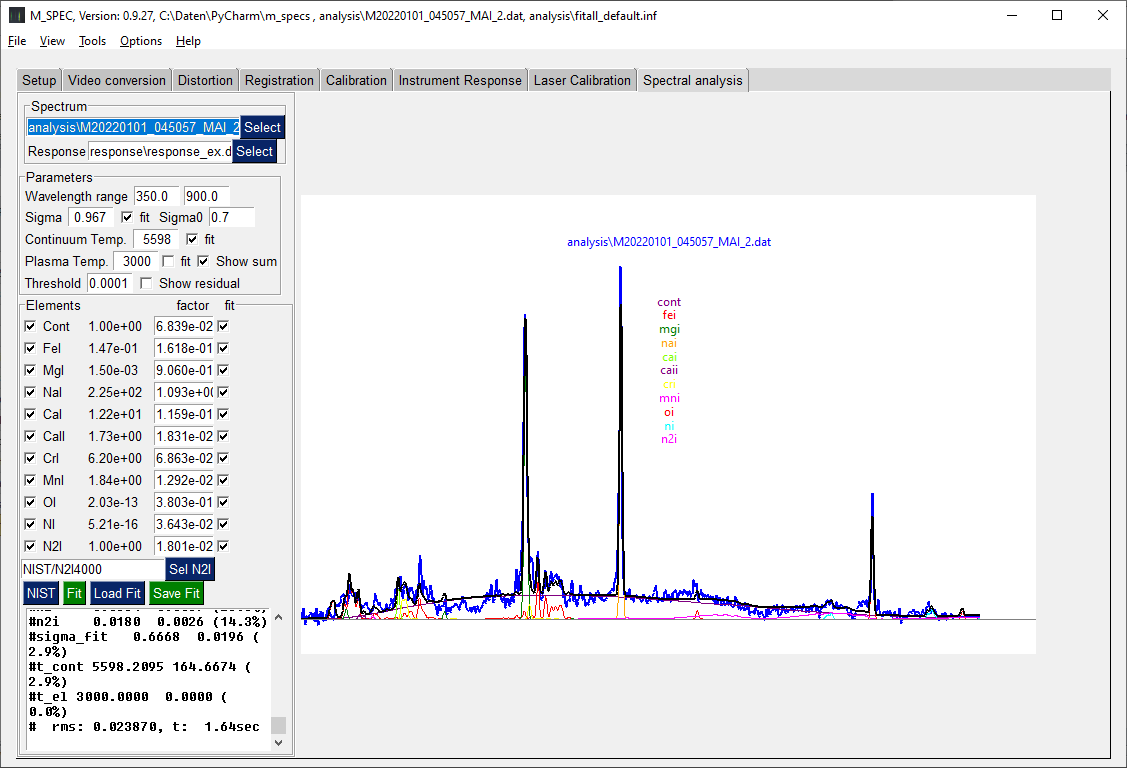 M_SPEC, Version: 0.9.27, C:\Daten\PyCharm\m_specs , analysis\M20220101_045057_MAI_2.dat, analysis\fitall_default.inf
File View Tools Options Help
Setup Video conversion Distortion Registration Calibration Instrument Response Laser Calibration Spectral analysis
Spectrum
analysis\M20220101_045057_MAI_2 Select
Response response\response_ex.d Select
Parameters
Wavelength range 350.0 900.0
Sigma 0.967 fit Sigma0 0.7
Continuum Temp. 5598 fit
Plasma Temp. 3000 fit Show sum
Threshold 0.0001 Show residual
Elements factor fit
Cont 1.00e+00 6.839e-02
FeI 1.47e-01 1.618e-01
MgI 1.50e-03 9.060e-01
NaI 2.25e+02 1.093e+00
CaI 1.22e+01 1.159e-01
CaII 1.73e+00 1.831e-02
CrI 6.20e+00 6.863e-02
MnI 1.84e+00 1.292e-02
OI 2.03e-13 3.803e-01
NI 5.21e-16 3.643e-02
N2I 1.00e+00 1.801e-02
NIST/N2I4000 Sel N2I
NIST Fit Load Fit Save Fit
#n2i 0.0180 0.0026 (14.3%)
#sigma_fit 0.6668 0.0196 (
2.9%)
#t_cont 5598.2095 164.6674 (
2.9%)
#t_el 3000.0000 0.0000 (
0.0%)
# rms: 0.023870, t: 1.64sec
analysis\M20220101_045057_MAI_2.dat
cont
fei
mgi
nai
cai
caii
cri
mni
oi
ni
n2i